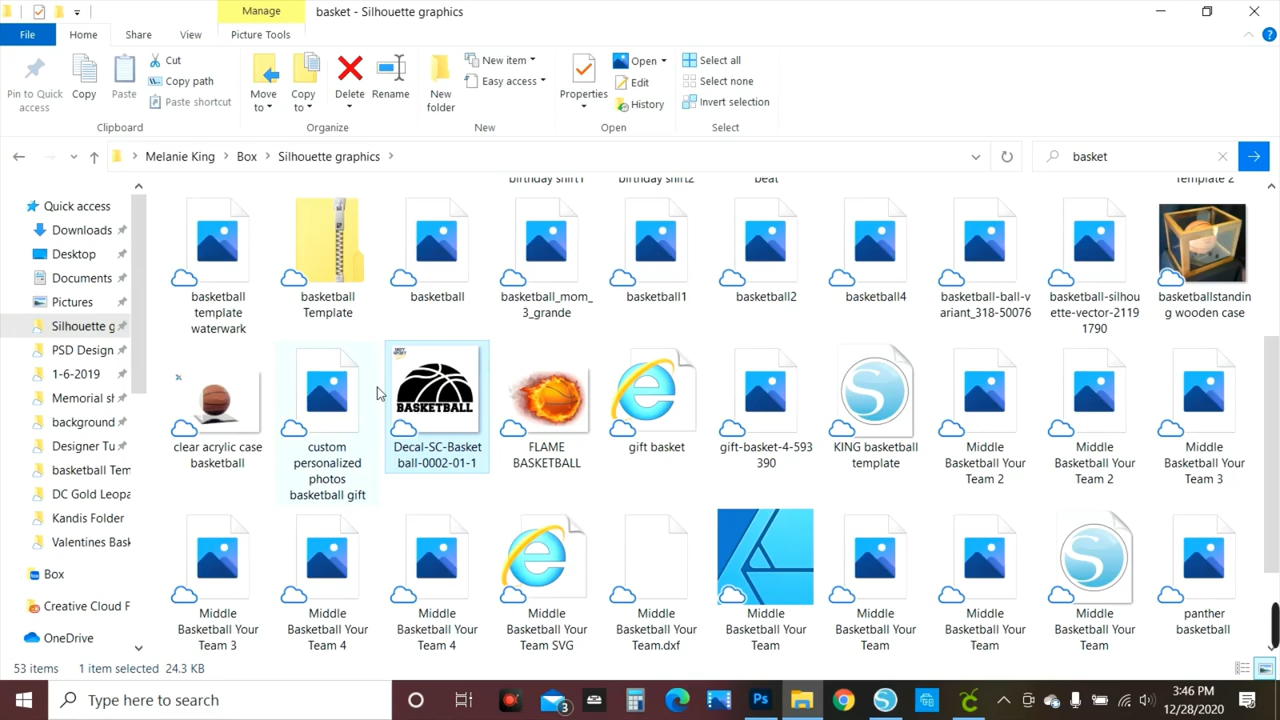 Manage
basket - Silhouette graphics
File
Home
Share
View
Picture Tools
Pin to Quick access
Copy
Paste
Cut
Copy path
Paste shortcut
Move to
Copy to
Delete
Rename
New folder
New item
Easy access
Properties
Open
Edit
History
Select all
Select none
Invert selection
Clipboard
Organize
New
Open
Select
Melanie King
Box
Silhouette graphics
basket
birthday shirt1
birthday shirt2
beat
Template 2
Quick access
Downloads
Desktop
Documents
Pictures
Silhouette g
PSD Design
1-6-2019
Memorial sh
background
Designer Tu
basketball Tem
DC Gold Leopa
Kandis Folder
Valentines Bask
Box
Creative Cloud F
OneDrive
basketball template waterwark
basketball Template
basketball
basketball_mom_3_grande
basketball1
basketball2
basketball4
basketball-ball-variant_318-50076
basketball-silhouette-vector-21191790
basketballstanding wooden case
BASKETBALL
clear acrylic case basketball
custom personalized photos basketball gift
Decal-SC-Basketball-0002-01-1
FLAME BASKETBALL
gift basket
gift-basket-4-593390
KING basketball template
Middle Basketball Your Team 2
Middle Basketball Your Team 2
Middle Basketball Your Team 3
Middle Basketball Your Team 3
Middle Basketball Your Team 4
Middle Basketball Your Team 4
Middle Basketball Your Team SVG
Middle Basketball Your Team.dxf
Middle Basketball Your Team
Middle Basketball Your Team
Middle Basketball Your Team
Middle Basketball Your Team
panther basketball
53 items
1 item selected
24.3 KB
Type here to search
3
Ps
3:46 PM
12/28/2020